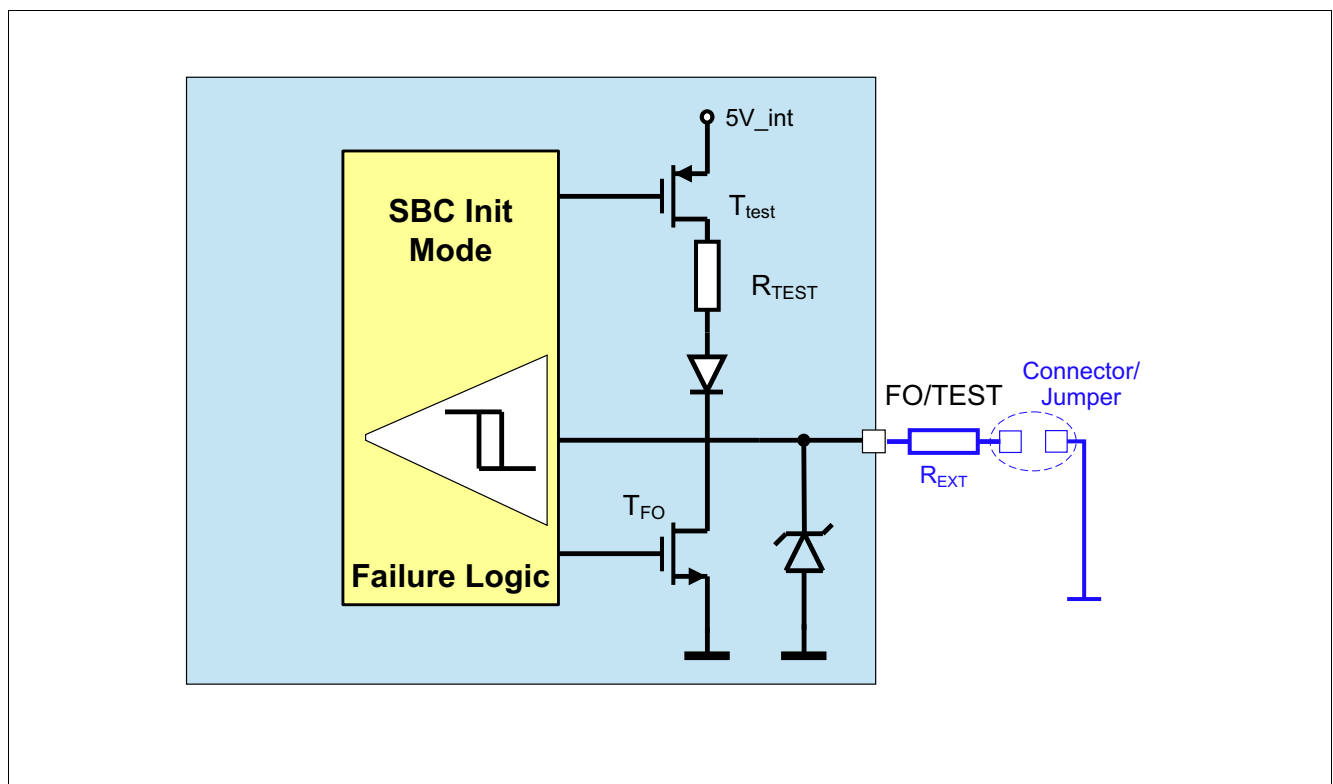 5V_int
SBC Init
Mode
Ttest
RTEST
Connector/
Jumper
FO/TEST
REXT
TFO
Failure Logic